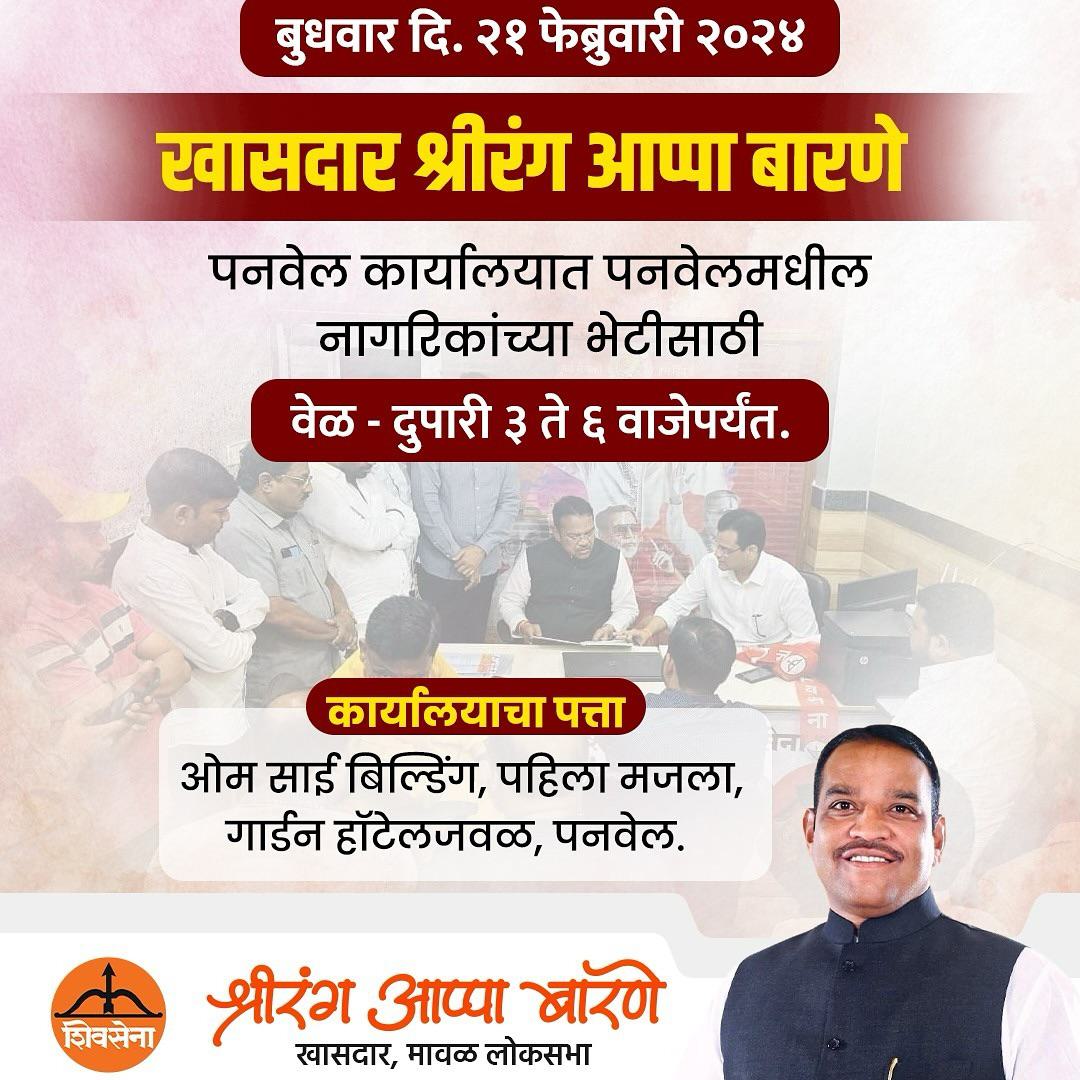 बुधवार दि. २१ फेब्रुवारी २०२४
खासदार श्रीरंग आप्पा बारणे
पनवेल कार्यालयात पनवेलमधील
नागरिकांच्या भेटीसाठी
वेळ - दुपारी ३ ते ६ वाजेपर्यंत.
कार्यालयाचा पत्ता
ओम साई बिल्डिंग, पहिला मजला,
गार्डन हॉटेलजवळ, पनवेल.
शिवसेना
श्रीरंग आप्पा बारणे
खासदार, मावळ लोकसभा